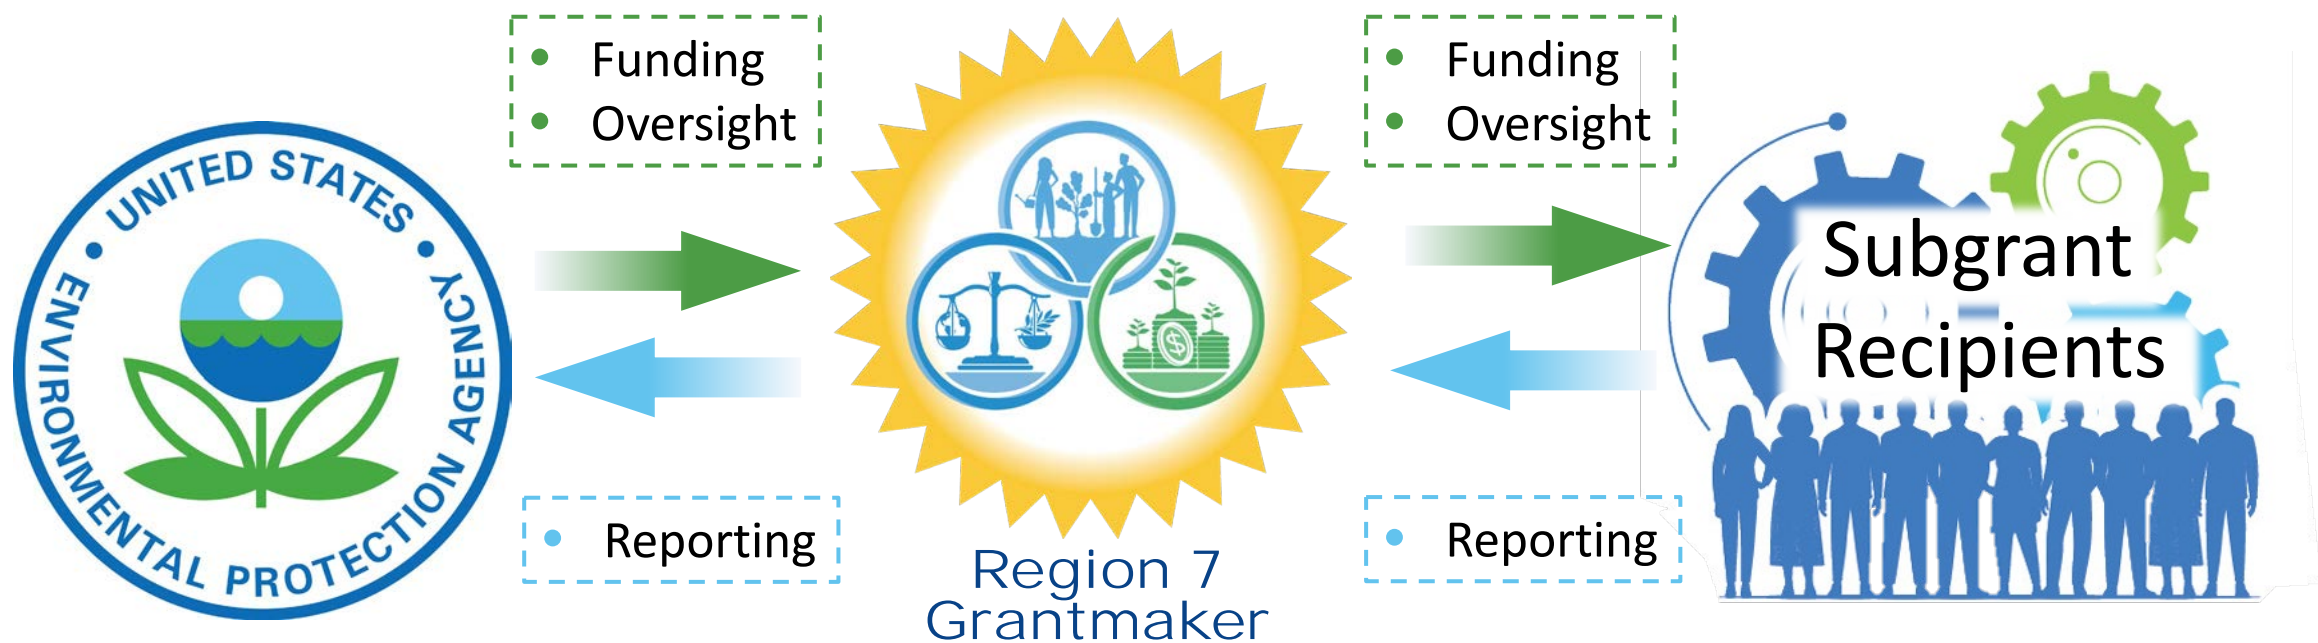 UNITED STATES
ENVIRONMENTAL PROTECTION AGENCY
• Funding
• Oversight
• Reporting
Region 7
Grantmaker
• Funding
• Oversight
• Reporting
Subgrant
Recipients
$